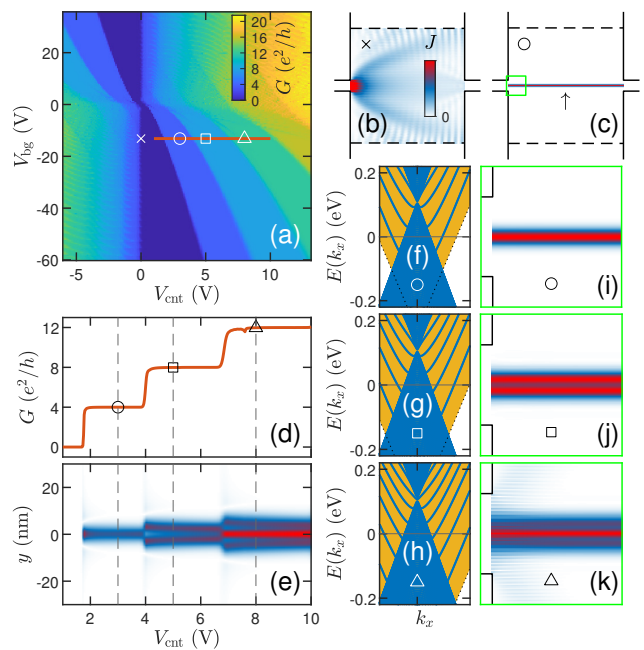 20
0
-20
-40
-60
V_bg (V)
-5
0
5
10
V_cnt (V)
0
4
8
12
16
20
G (e²/h)
(a)
J
0
(b)
↑
(c)
0
4
8
12
G (e²/h)
(d)
20
0
-20
y (nm)
2
4
6
8
10
V_cnt (V)
(e)
0.2
0
-0.2
E(k_x) (eV)
(f)
(i)
0.2
0
-0.2
E(k_x) (eV)
(g)
(j)
0.2
0
-0.2
E(k_x) (eV)
(h)
k_x
(k)